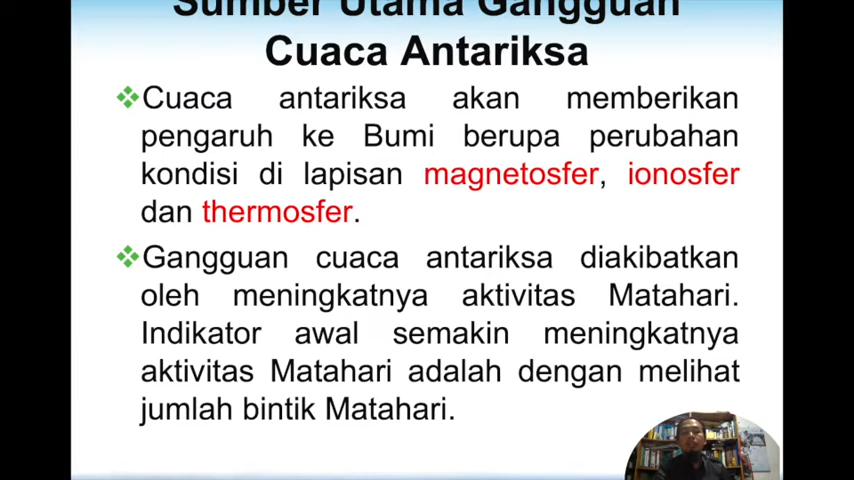 Sumber Utama Gangguan
Cuaca Antariksa
Cuaca antariksa akan memberikan
pengaruh ke Bumi berupa perubahan
kondisi di lapisan magnetosfer, ionosfer
dan thermosfer.
Gangguan cuaca antariksa diakibatkan
oleh meningkatnya aktivitas Matahari.
Indikator awal semakin meningkatnya
aktivitas Matahari adalah dengan melihat
jumlah bintik Matahari.